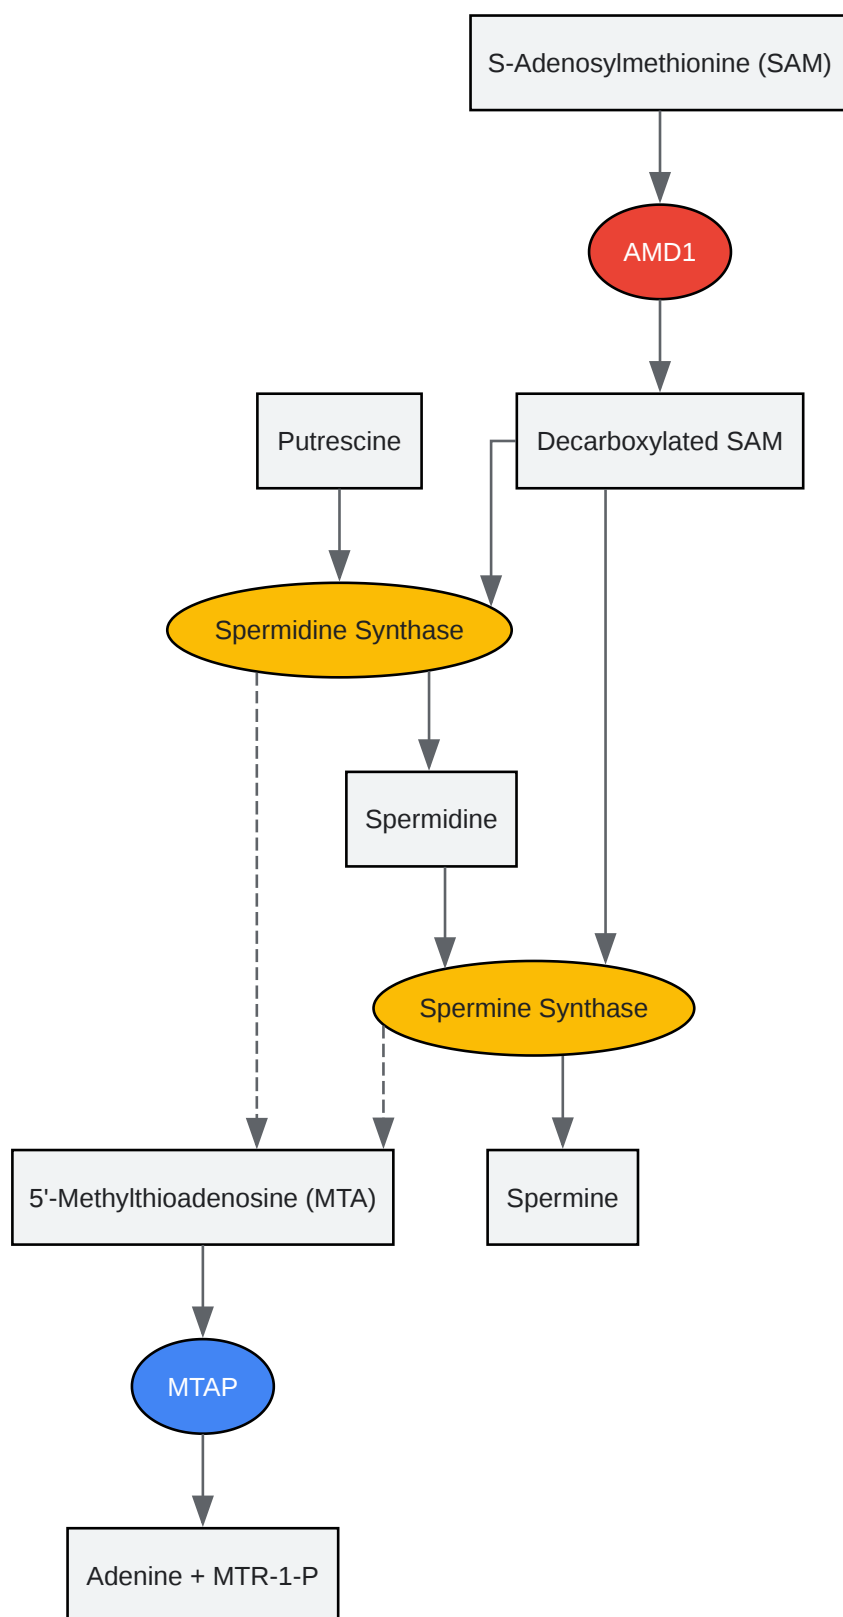 S-Adenosylmethionine (SAM)
AMD1
Putrescine
Decarboxylated SAM
Spermidine Synthase
Spermidine
Spermine Synthase
5'-Methylthioadenosine (MTA)
Spermine
MTAP
Adenine + MTR-1-P